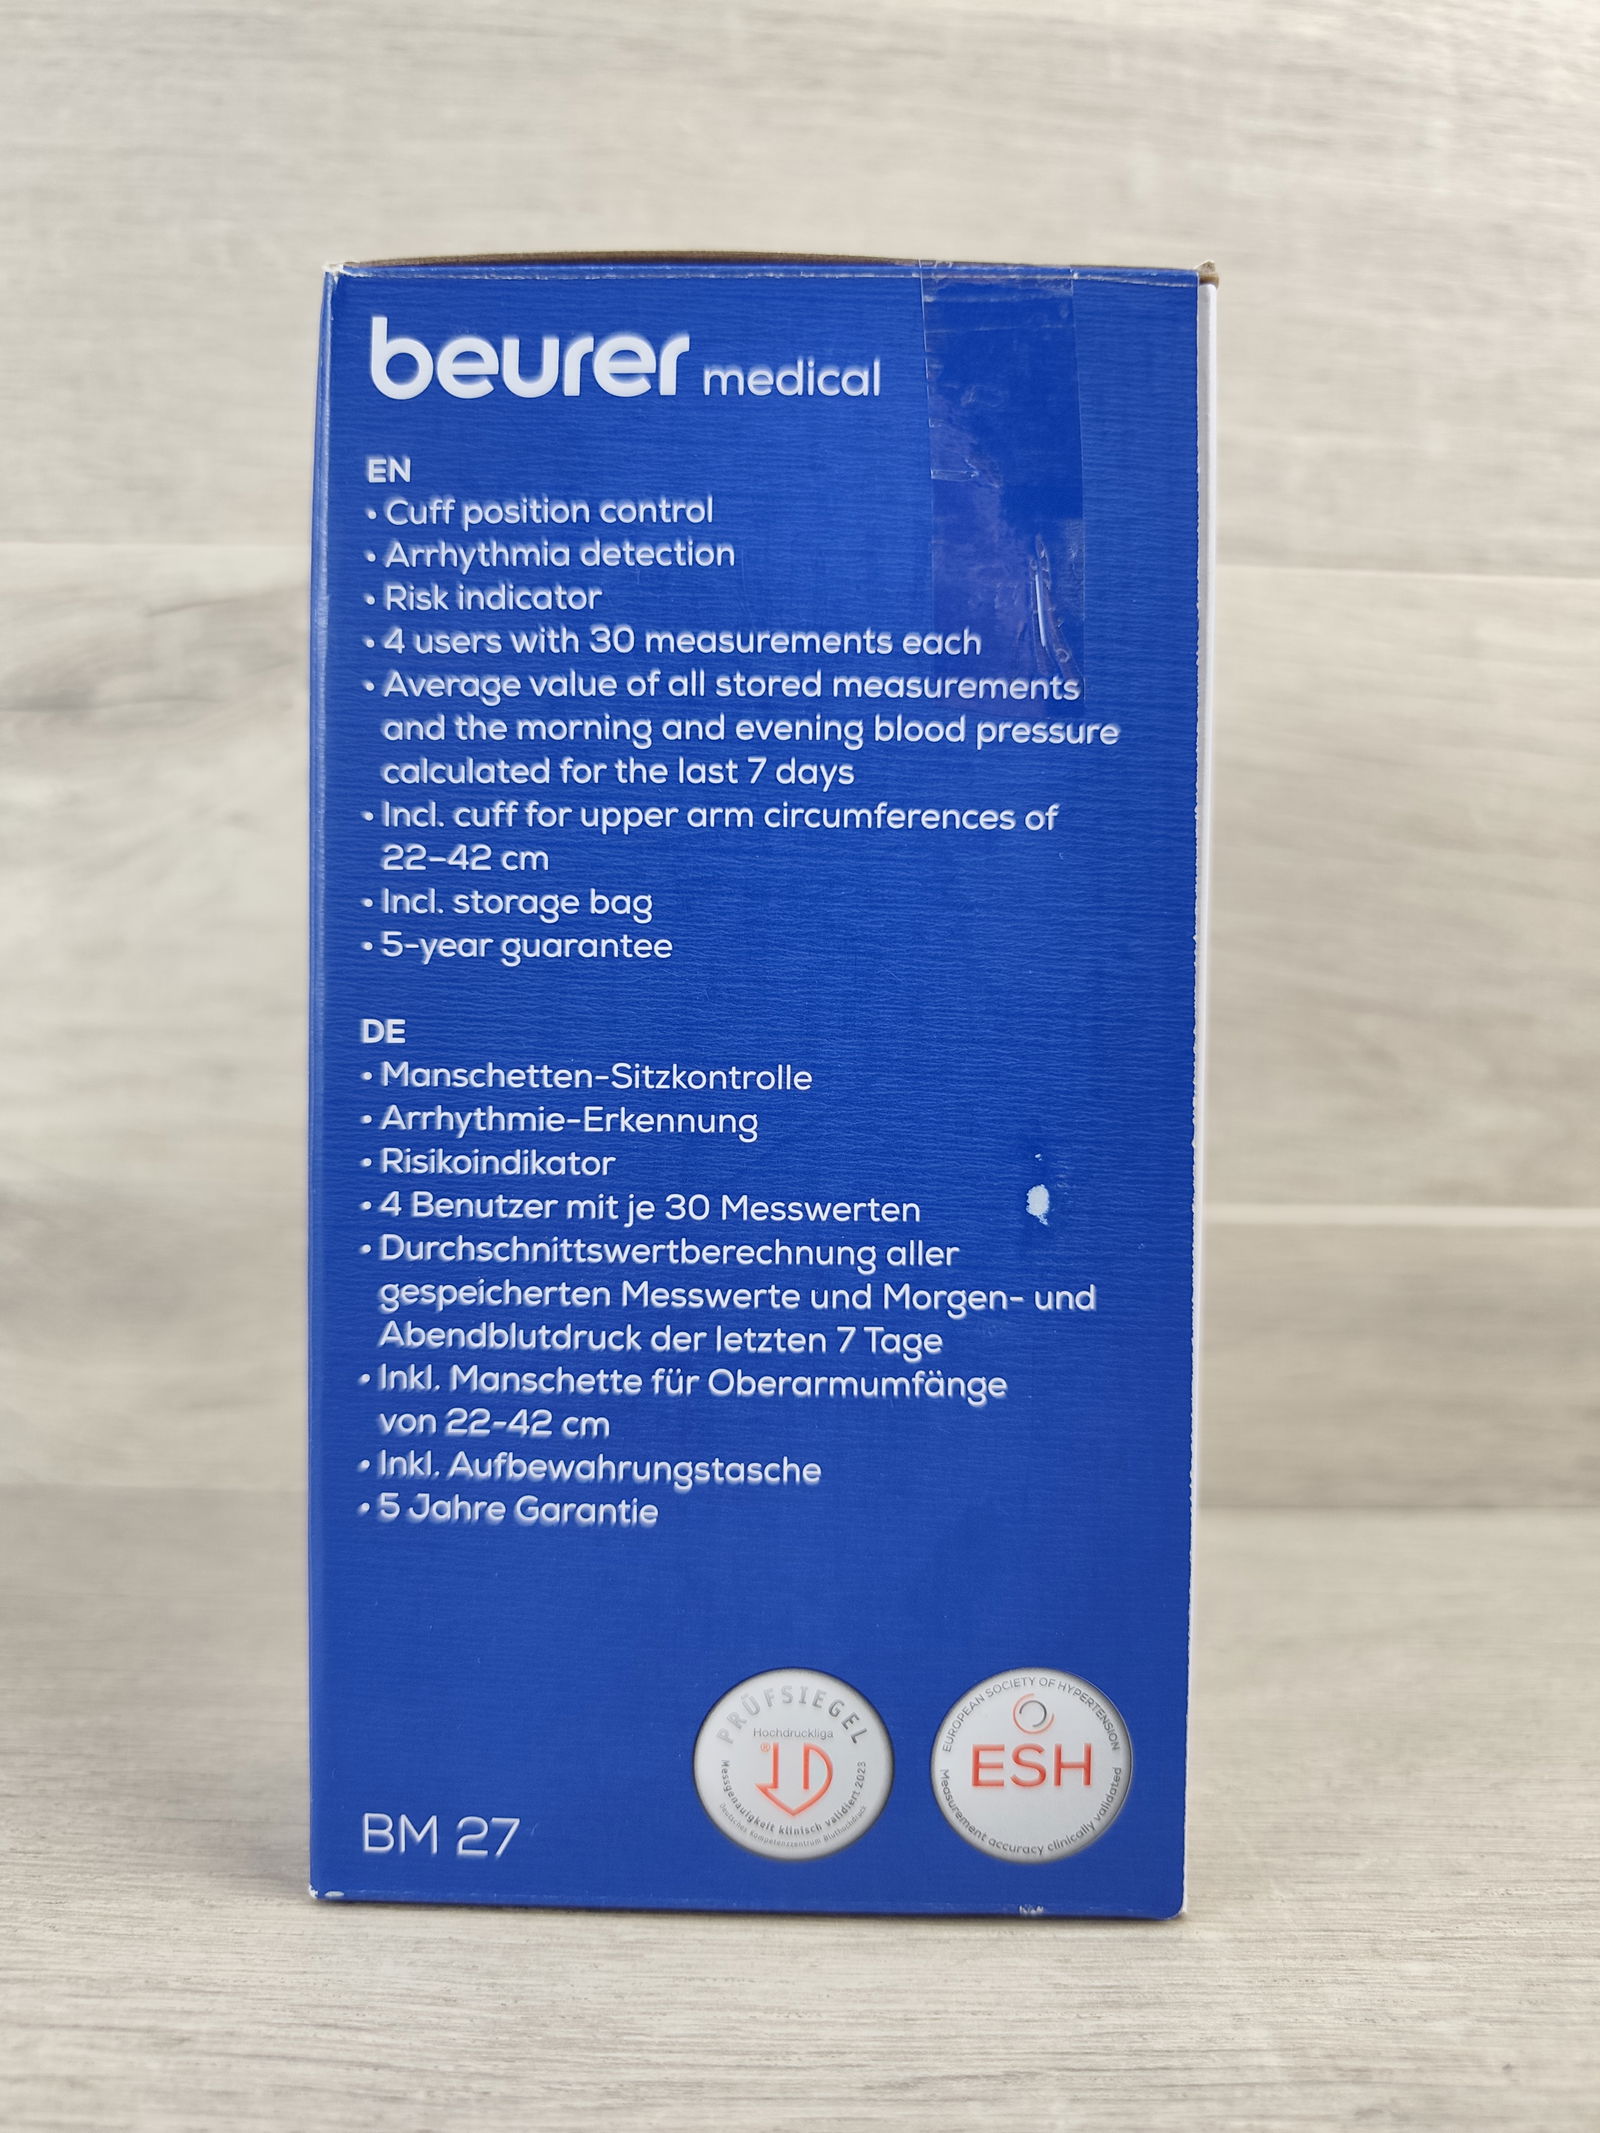 beurer medical
EN
• Cuff position control
• Arrhythmia detection
• Risk indicator
• 4 users with 30 measurements each
• Average value of all stored measurements
and the morning and evening blood pressure
calculated for the last 7 days
• Incl. cuff for upper arm circumferences of
22–42 cm
• Incl. storage bag
• 5-year guarantee
DE
• Manschetten-Sitzkontrolle
• Arrhythmie-Erkennung
• Risikoindikator
• 4 Benutzer mit je 30 Messwerten
• Durchschnittswertberechnung aller
gespeicherten Messwerte und Morgen- und
Abendblutdruck der letzten 7 Tage
• Inkl. Manschette für Oberarmumfänge
von 22-42 cm
• Inkl. Aufbewahrungstasche
• 5 Jahre Garantie
PRÜFSIEGEL
Hochdruckliga
®
Messgenauigkeit klinisch validiert 2023
Deutsches Kompetenzzentrum Bluthochdruck
EUROPEAN SOCIETY OF HYPERTENSION
ESH
Measurement accuracy clinically validated
BM 27